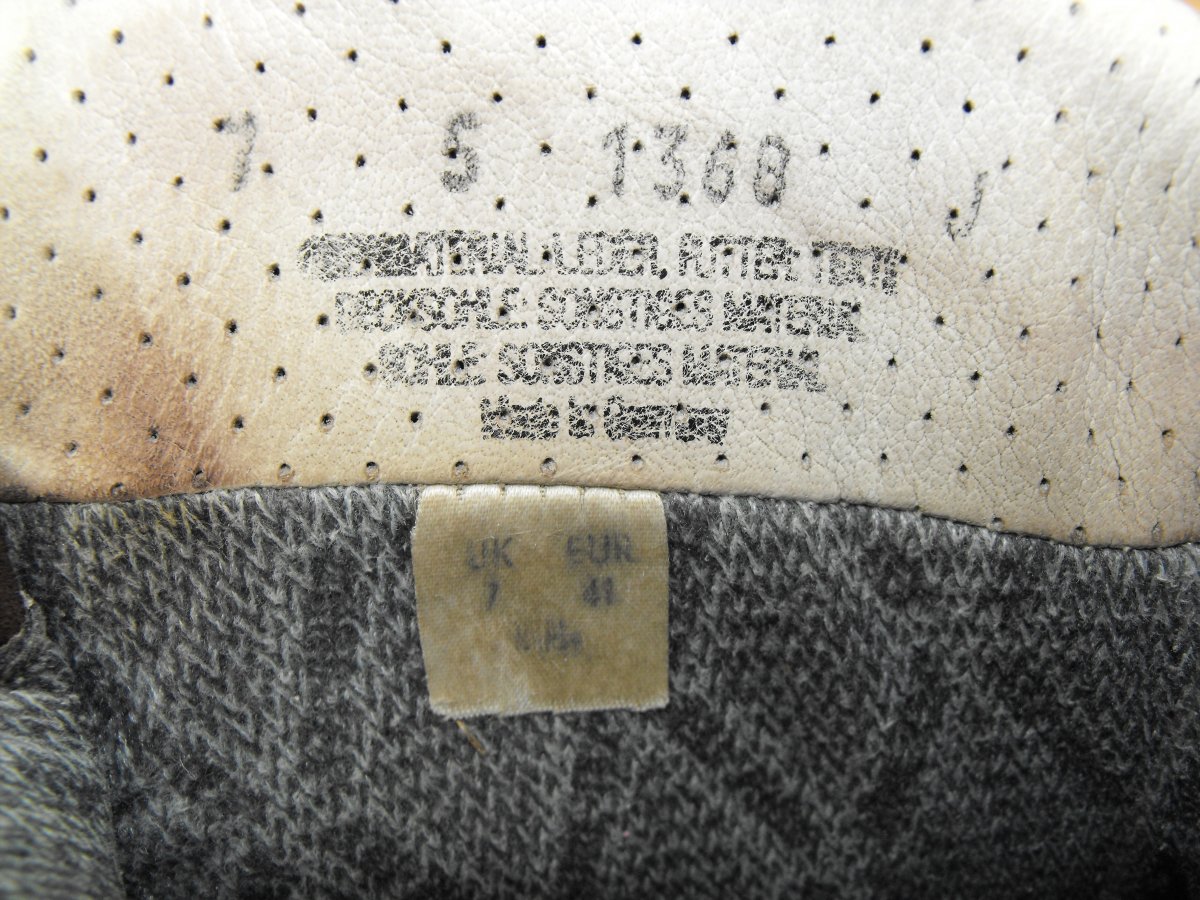 7 5 1368 J
MATERIAL LEDER, FUTTER TEXTIL
DECKSOHLE SONSTIGES MATERIAL
SOHLE SONSTIGES MATERIAL
Made in Germany
UK EUR
7 41